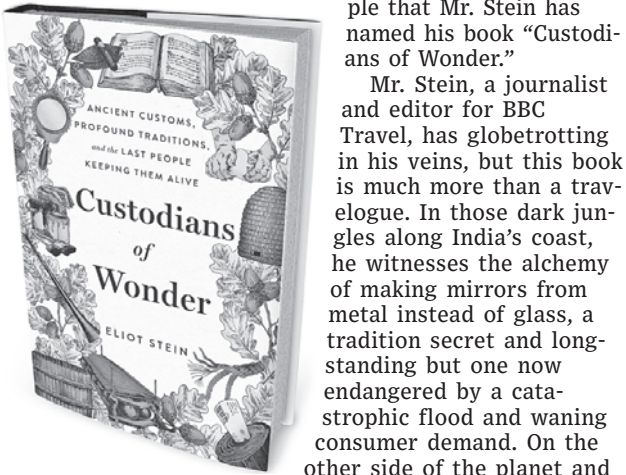 ANCIENT CUSTOMS,
PROFOUND TRADITIONS,
and the LAST PEOPLE
KEEPING THEM ALIVE
Custodians
of
Wonder
ELIOT STEIN
ple that Mr. Stein has
named his book “Custodi-
ans of Wonder.”
Mr. Stein, a journalist
and editor for BBC
Travel, has globetrotting
in his veins, but this book
is much more than a trav-
elogue. In those dark jun-
gles along India’s coast,
he witnesses the alchemy
of making mirrors from
metal instead of glass, a
tradition secret and long-
standing but one now
endangered by a cata-
strophic flood and waning
consumer demand. On the
other side of the planet and